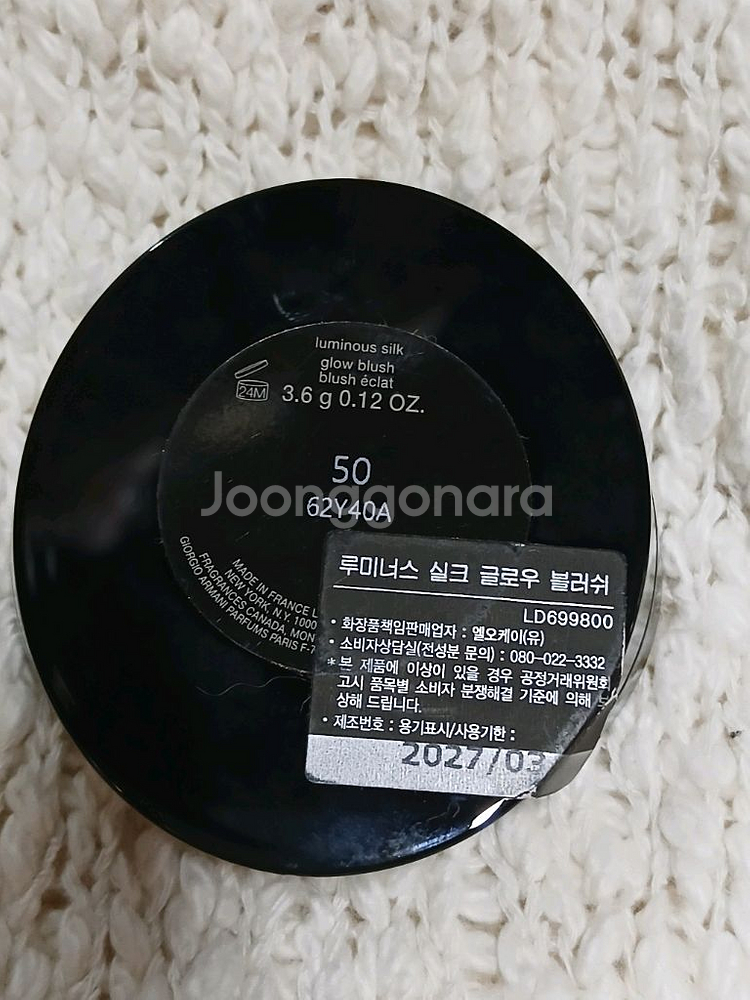 luminous silk
glow blush
blush éclat
24M
3.6 g 0.12 OZ.
50
Joonggonara
62Y40A
MADE IN FRANCE L
NEW YORK, N.Y. 1000
FRAGRANCES CANADA, MON
GIORGIO ARMANI PARFUMS PARIS F-7
루미너스 실크 글로우 블러쉬
LD699800
• 화장품책임판매업자 : 엘오케이(유)
• 소비자상담실(전성분 문의) : 080-022-3332
*본 제품에 이상이 있을 경우 공정거래위원회
고시 품목별 소비자 분쟁해결 기준에 의해
상해 드립니다.
• 제조번호 : 용기표시/사용기한 :
2027/03